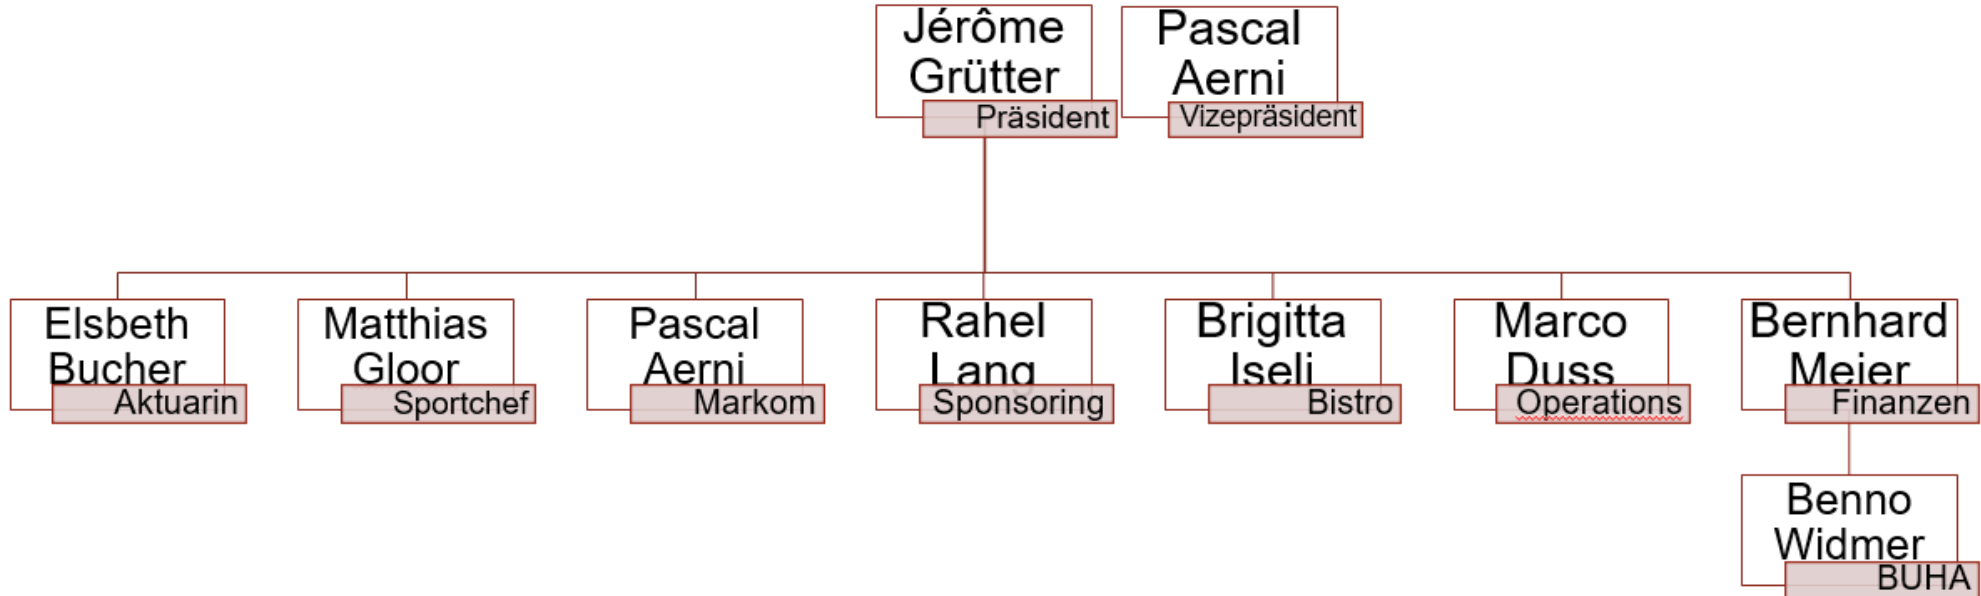 Jérôme
Grütter
Präsident
Pascal
Aerni
Vizepräsident
Elsbeth
Bucher
Aktuarin
Matthias
Gloor
Sportchef
Pascal
Aerni
Markom
Rahel
Lang
Sponsoring
Brigitta
Iseli
Bistro
Marco
Duss
Operations
Bernhard
Meier
Finanzen
Benno
Widmer
BUHA